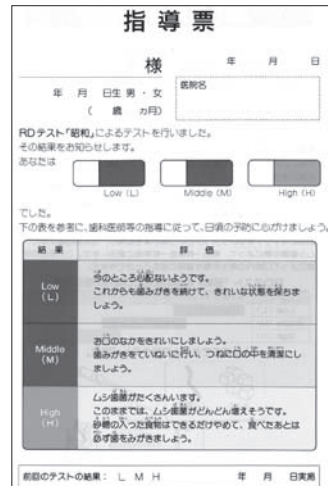 指導票
様　年　月　日
年　月　日生 男・女
医院名
（　歳　カ月）
RDテスト「昭和」によるテストを行いました。
その結果をお知らせします。
あなたは
Low (L)　Middle (M)　High (H)
でした。
下の表を参考に、歯科医師等の指導に従って、日頃の予防に心がけましょう。
結果　評価
Low
(L)
今のところ心配ないようです。
これからも歯みがきを続けて、きれいな状態を保ちま
しょう。
Middle
(M)
お口のなかをきれいにしましょう。
歯みがきをていねいに行い、つねに口の中を清潔にし
ましょう。
High
(H)
ムシ歯菌がたくさんいます。
このままでは、ムシ歯菌がどんどん増えそうです。
砂糖の入った食物はできるだけやめて、食べたあとは
必ず歯をみがきましょう。
前回のテストの結果： L　M　H　年　月　日実施